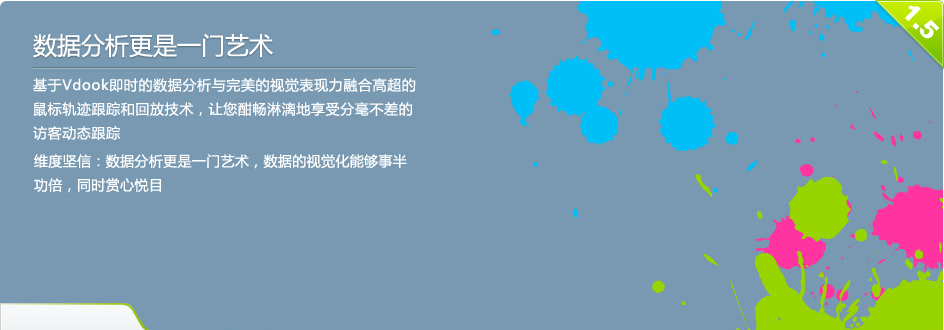 数据分析更是一门艺术
基于Vdook即时的数据分析与完美的视觉表现力融合高超的
鼠标轨迹跟踪和回放技术，让您酣畅淋漓地享受分毫不差的
访客动态跟踪
维度坚信：数据分析更是一门艺术，数据的视觉化能够事半
功倍，同时赏心悦目
1.5